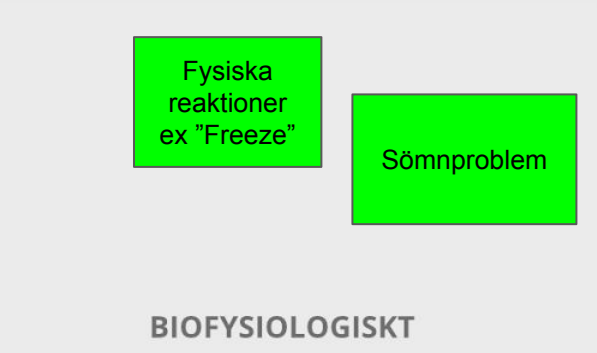 Fysiska
reaktioner
ex ”Freeze”
Sömnproblem
BIOFYSIOLOGISKT